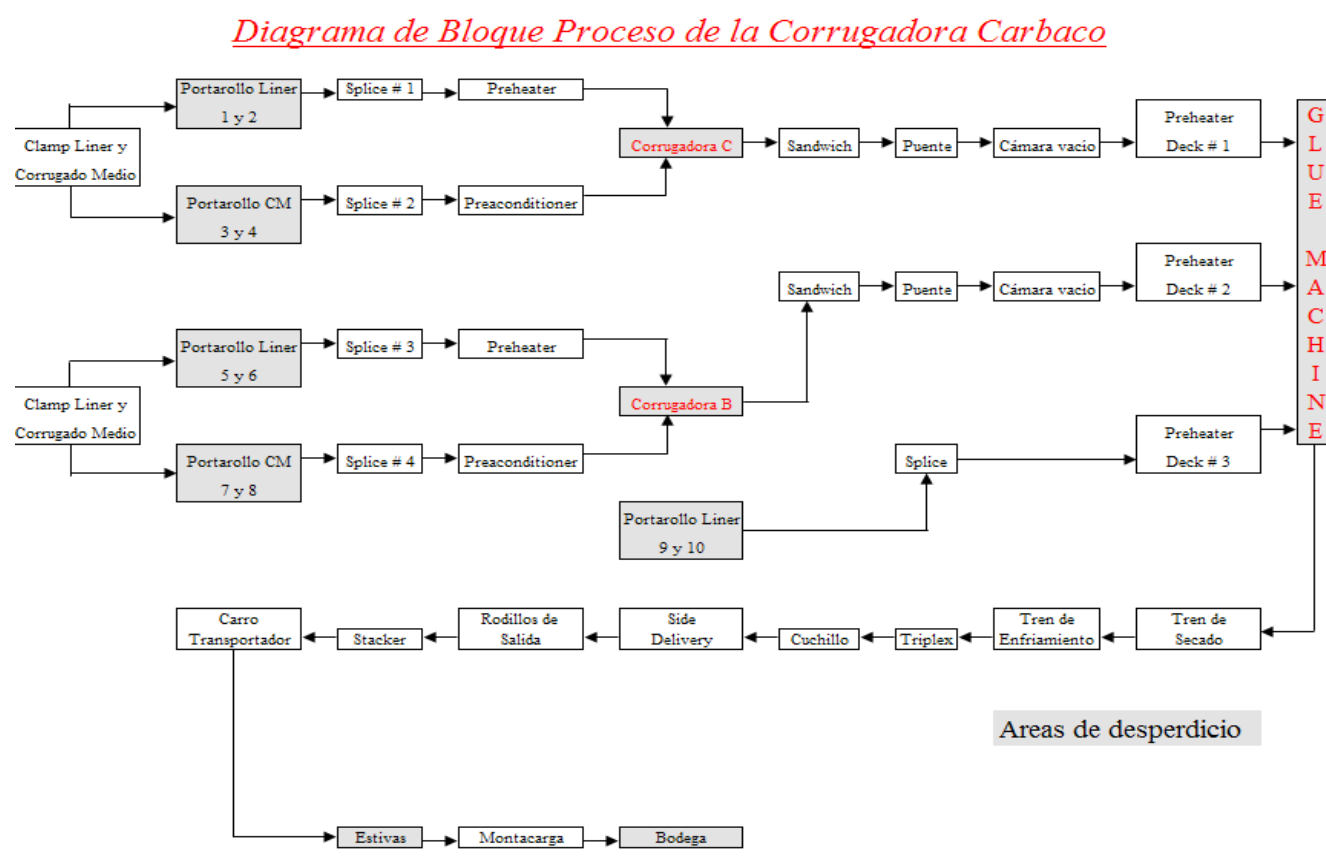 Diagrama de Bloque Proceso de la Corrugadora Carbaco
Portarollo Liner
1 y 2
Splice # 1
Preheater
Clamp Liner y
Corrugado Medio
Corrugadora C
Sandwich
Puente
Cámara vacio
Preheater
Deck # 1
Portarollo CM
3 y 4
Splice # 2
Preaconditioner
G
L
U
E
M
A
C
H
I
N
E
Sandwich
Puente
Cámara vacio
Preheater
Deck # 2
Portarollo Liner
5 y 6
Splice # 3
Preheater
Clamp Liner y
Corrugado Medio
Corrugadora B
Portarollo CM
7 y 8
Splice # 4
Preaconditioner
Splice
Preheater
Deck # 3
Portarollo Liner
9 y 10
Carro
Transportador
Stacker
Rodillos de
Salida
Side
Delivery
Cuchillo
Triplex
Tren de
Enfriamiento
Tren de
Secado
Areas de desperdicio
Estivas
Montacarga
Bodega